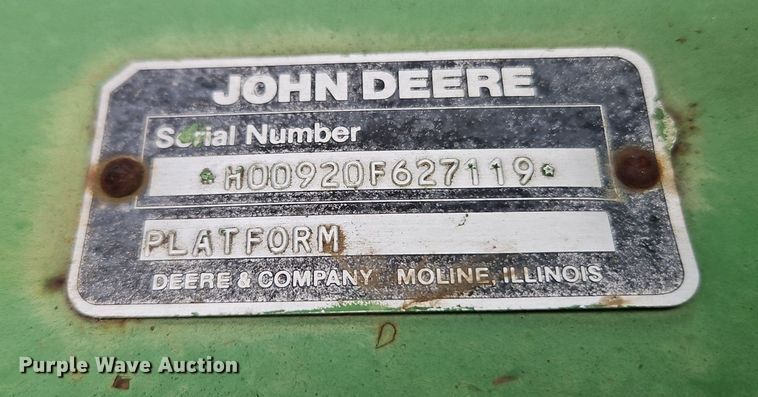 JOHN DEERE
Serial Number
*H00920F627119*
PLATFORM
DEERE & COMPANY MOLINE, ILLINOIS
Purple Wave Auction